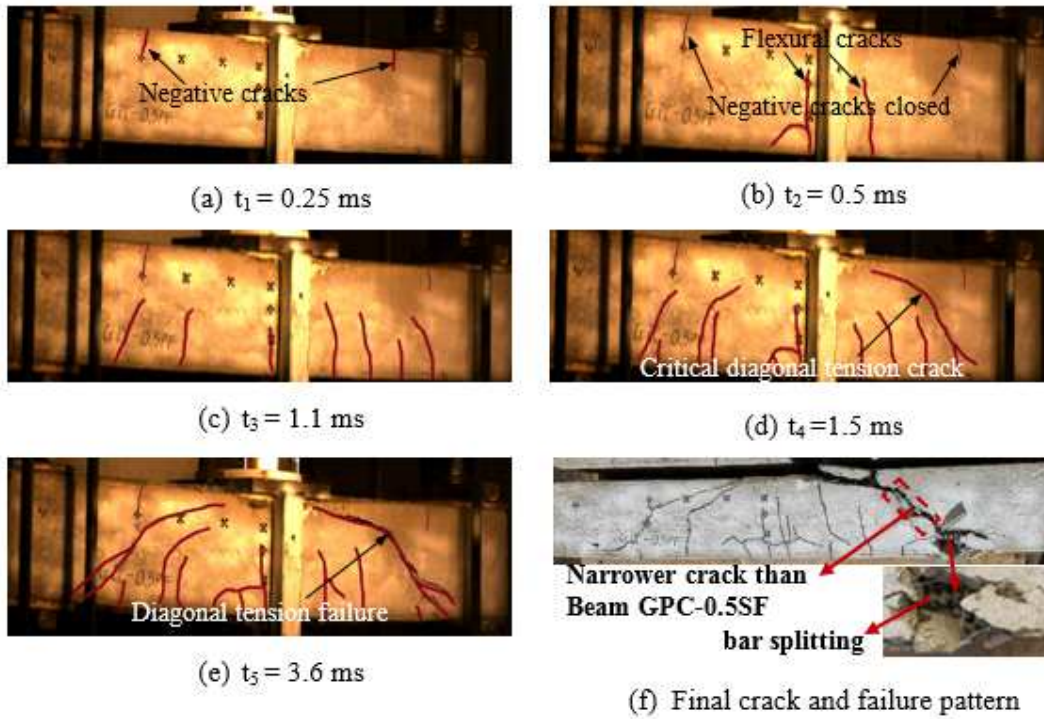 Negative cracks
(a) t₁ = 0.25 ms
Flexural cracks
Negative cracks closed
(b) t₂ = 0.5 ms
(c) t₃ = 1.1 ms
Critical diagonal tension crack
(d) t₄ =1.5 ms
Diagonal tension failure
(e) t₅ = 3.6 ms
Narrower crack than
Beam GPC-0.5SF
bar splitting
(f) Final crack and failure pattern